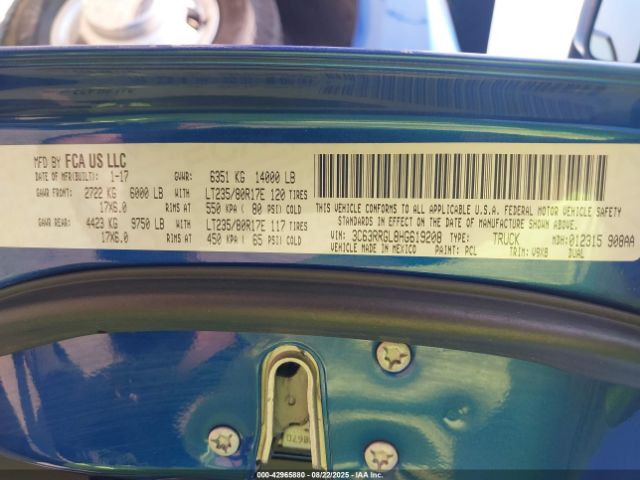 MFD BY FCA US LLC
DATE OF MFR(BUILT): 1-17 GVWR: 6351 KG 14000 LB
GAWR FRONT: 2722 KG 6000 LB WITH LT235/80R17E 120 TIRES
17X6.0 RIMS AT 550 KPA ( 80 PSI) COLD
GAWR REAR: 4423 KG 9750 LB WITH LT235/80R17E 117 TIRES
17X6.0 RIMS AT 450 KPA ( 65 PSI) COLD
THIS VEHICLE CONFORMS TO ALL APPLICABLE U.S.A. FEDERAL MOTOR VEHICLE SAFETY
STANDARDS IN EFFECT ON THE DATE OF MANUFACTURE SHOWN ABOVE
VIN: 3C63RRGL8HG619208 TYPE: TRUCK MDH: 012315 908AA
VEHICLE MADE IN MEXICO PAINT: PCL TRIM: V9X8 DUAL
000-42965880 - 08/22/2025 - IAAI.COM